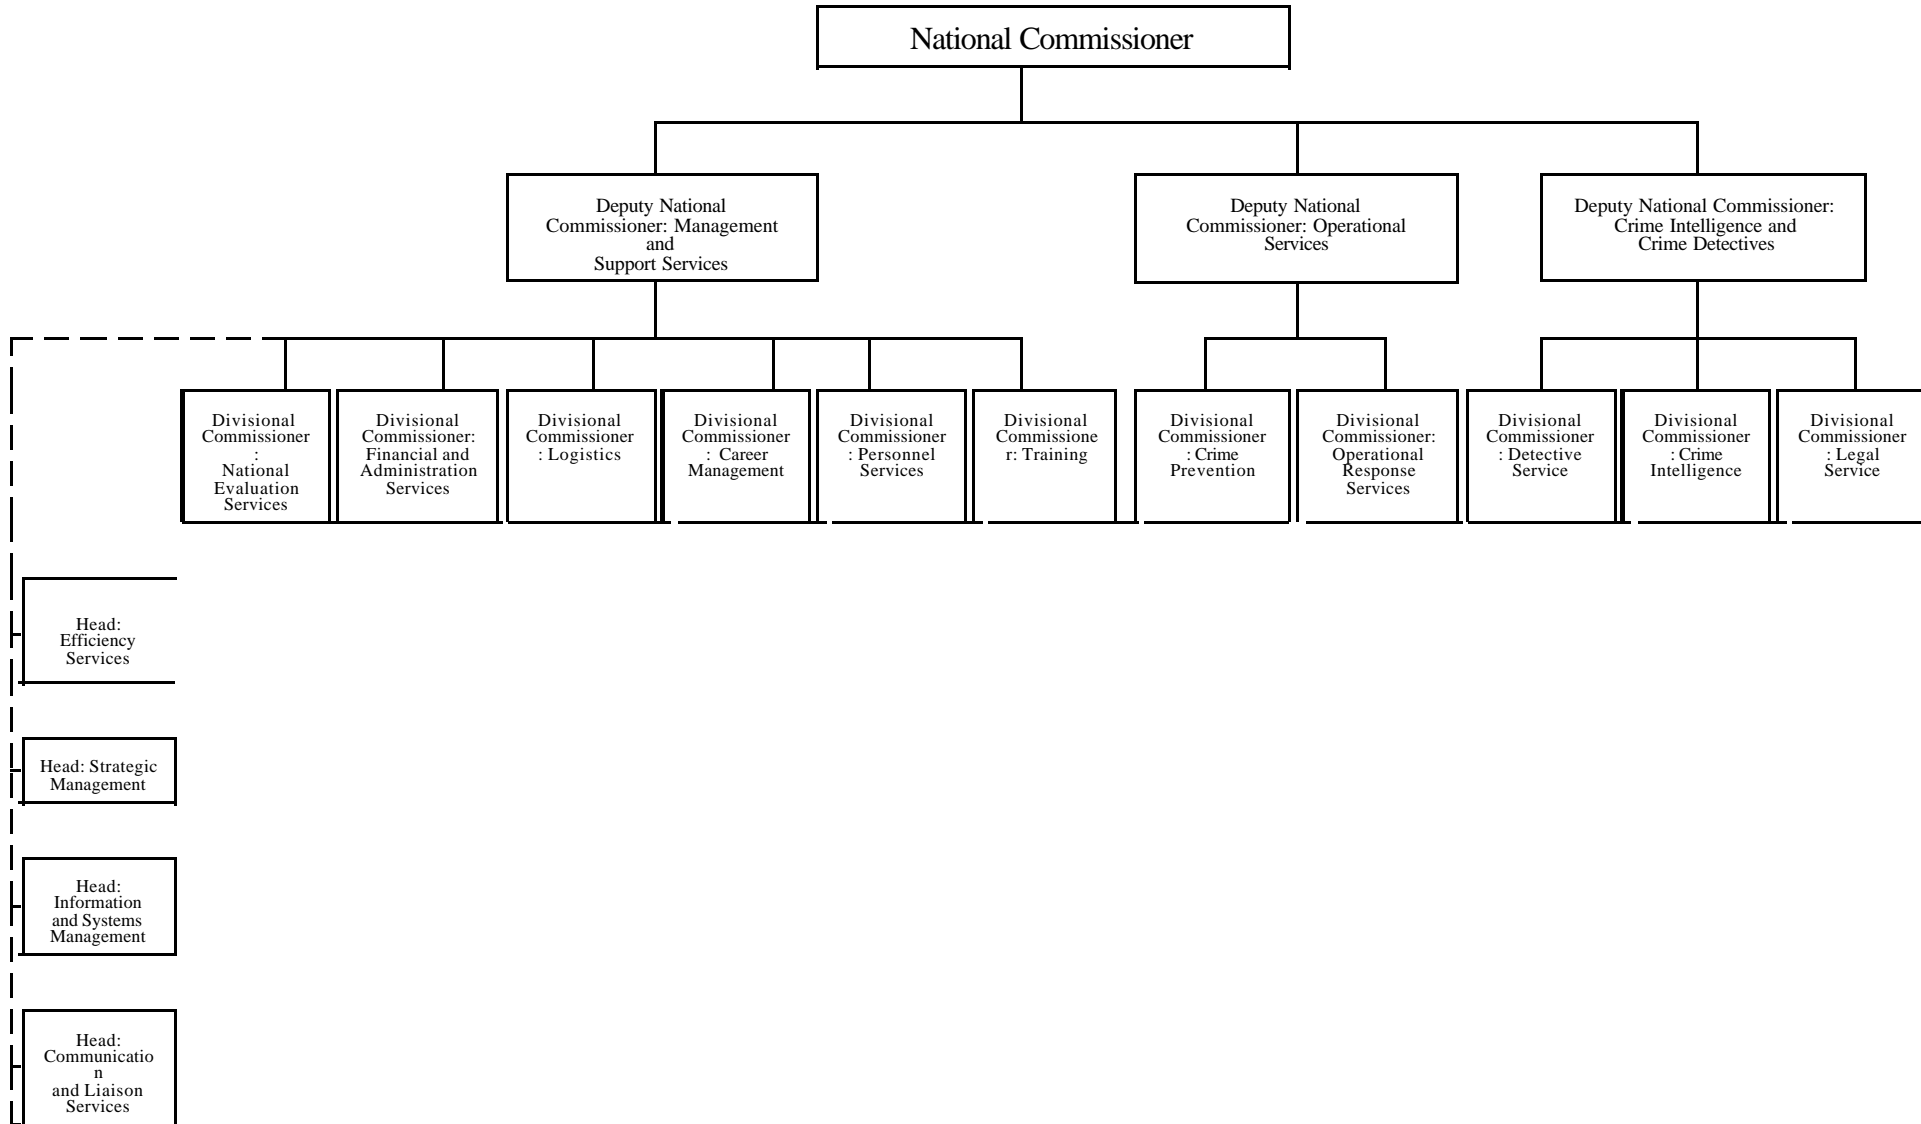 National Commissioner
Deputy National
Commissioner: Management
and
Support Services
Deputy National
Commissioner: Operational
Services
Deputy National Commissioner:
Crime Intelligence and
Crime Detectives
Divisional
Commissioner
:
National
Evaluation
Services
Divisional
Commissioner:
Financial and
Administration
Services
Divisional
Commissioner
: Logistics
Divisional
Commissioner
: Career
Management
Divisional
Commissioner
: Personnel
Services
Divisional
Commissione
r: Training
Divisional
Commissioner
: Crime
Prevention
Divisional
Commissioner:
Operational
Response
Services
Divisional
Commissioner
: Detective
Service
Divisional
Commissioner
: Crime
Intelligence
Divisional
Commissioner
: Legal
Service
Head:
Efficiency
Services
Head: Strategic
Management
Head:
Information
and Systems
Management
Head:
Communicatio
n
and Liaison
Services